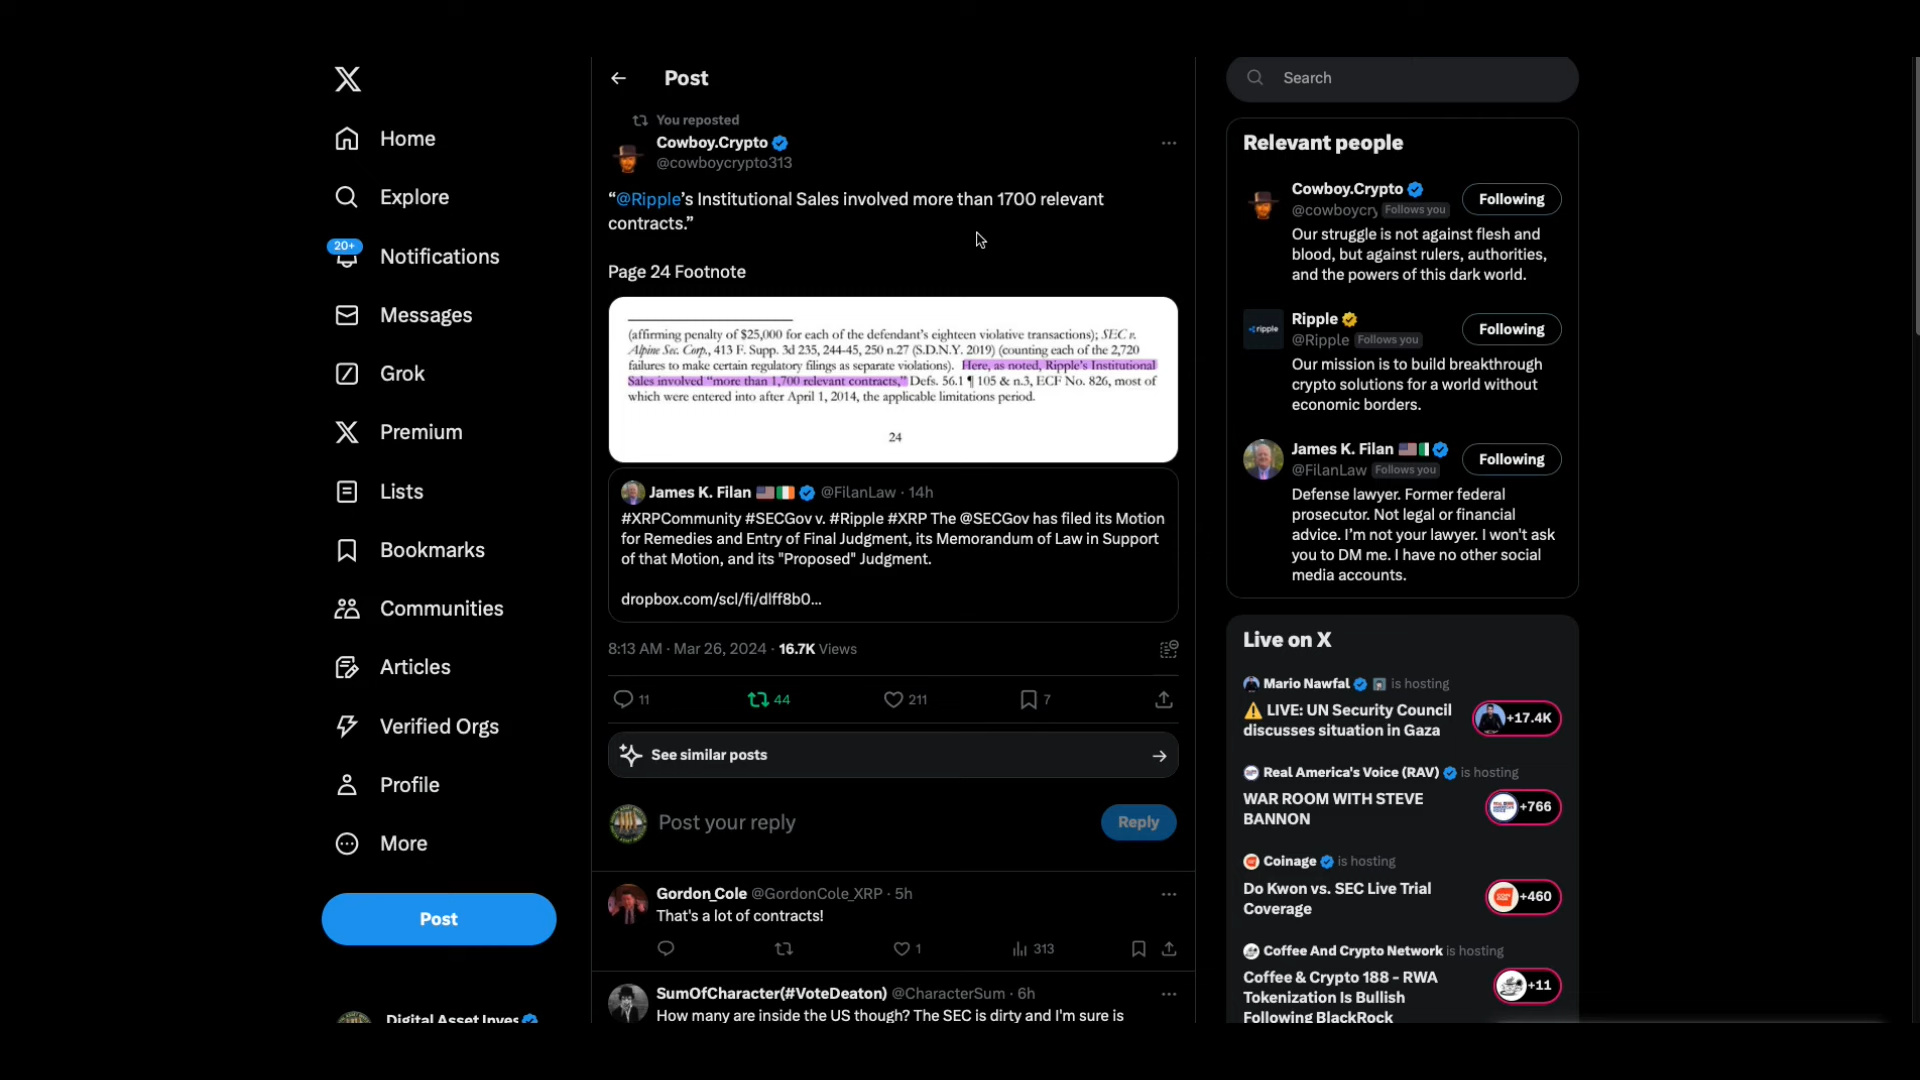 Home
Explore
20+
Notifications
Messages
Grok
Premium
Lists
Bookmarks
Communities
Articles
Verified Orgs
Profile
More
Post
Digital Asset Inves
Post
You reposted
Cowboy.Crypto
@cowboycrypto313
“@Ripple’s Institutional Sales involved more than 1700 relevant
contracts.”
Page 24 Footnote
(affirming penalty of $25,000 for each of the defendant's eighteen violative transactions); SEC v.
Alpine Sec. Corp., 413 F. Supp. 3d 235, 244-45, 250 n.27 (S.D.N.Y. 2019) (counting each of the 2,720
failures to make certain regulatory filings as separate violations). Here, as noted, Ripple's Institutional
Sales involved "more than 1,700 relevant contracts," Defs. 56.1 ¶ 105 & n.3, ECF No. 826, most of
which were entered into after April 1, 2014, the applicable limitations period.
24
James K. Filan @FilanLaw · 14h
#XRPCommunity #SECGov v. #Ripple #XRP The @SECGov has filed its Motion
for Remedies and Entry of Final Judgment, its Memorandum of Law in Support
of that Motion, and its "Proposed" Judgment.
dropbox.com/scl/fi/dlff8b0...
8:13 AM · Mar 26, 2024 · 16.7K Views
11 44 211 7
See similar posts
Post your reply
Reply
Gordon_Cole @GordonCole_XRP · 5h
That's a lot of contracts!
1 313
SumOfCharacter(#VoteDeaton) @CharacterSum · 6h
How many are inside the US though? The SEC is dirty and I'm sure is
Search
Relevant people
Cowboy.Crypto
@cowboycry Follows you
Following
Our struggle is not against flesh and
blood, but against rulers, authorities,
and the powers of this dark world.
ripple
Ripple
@Ripple Follows you
Following
Our mission is to build breakthrough
crypto solutions for a world without
economic borders.
James K. Filan
@FilanLaw Follows you
Following
Defense lawyer. Former federal
prosecutor. Not legal or financial
advice. I'm not your lawyer. I won't ask
you to DM me. I have no other social
media accounts.
Live on X
Mario Nawfal is hosting
LIVE: UN Security Council
discusses situation in Gaza
+17.4K
Real America's Voice (RAV) is hosting
WAR ROOM WITH STEVE
BANNON
+766
Coinage is hosting
Do Kwon vs. SEC Live Trial
Coverage
+460
Coffee And Crypto Network is hosting
Coffee & Crypto 188 - RWA
Tokenization Is Bullish
Following BlackRock
+11